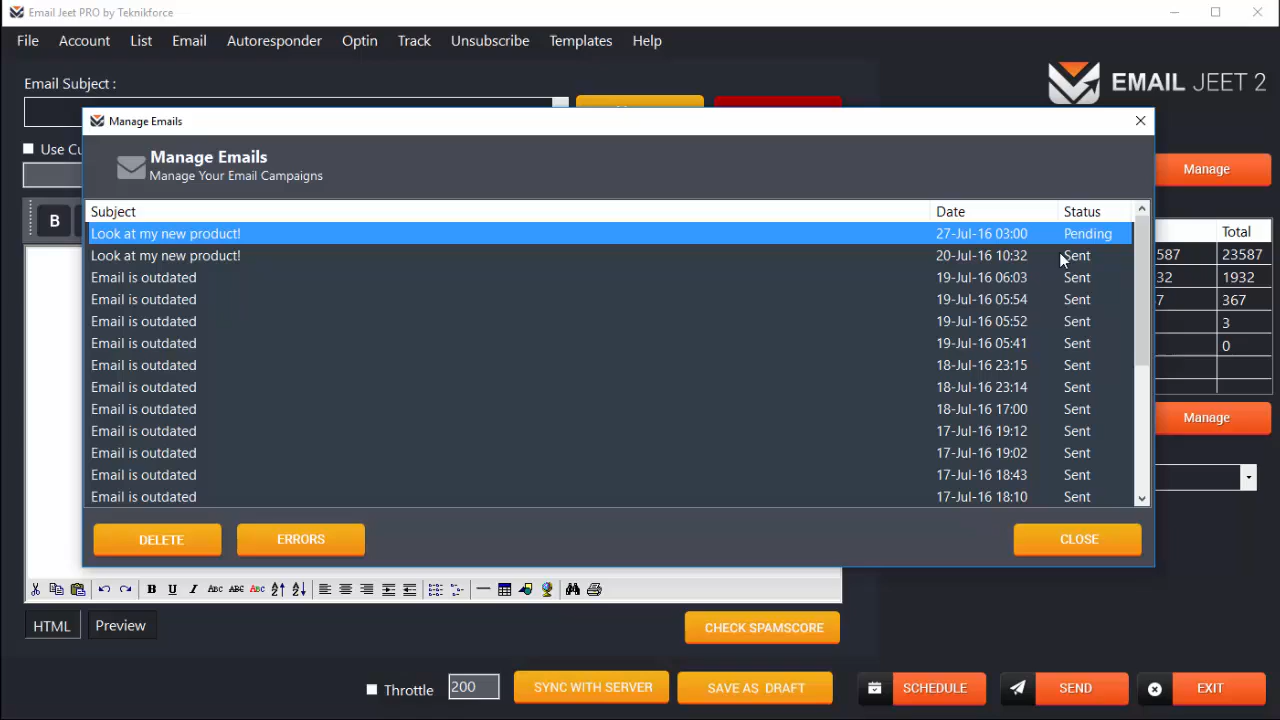 Email Jeet PRO by Teknikforce
File Account List Email Autoresponder Optin Track Unsubscribe Templates Help
Email Subject :
EMAIL JEET 2
Manage Emails
Use Cu
Manage Emails
Manage Your Email Campaigns
Manage
B
Subject Date Status
Total
Look at my new product! 27-Jul-16 03:00 Pending
Look at my new product! 20-Jul-16 10:32 Sent
587 23587
Email is outdated 19-Jul-16 06:03 Sent
32 1932
Email is outdated 19-Jul-16 05:54 Sent
7 367
Email is outdated 19-Jul-16 05:52 Sent
3
Email is outdated 19-Jul-16 05:41 Sent
0
Email is outdated 18-Jul-16 23:15 Sent
Email is outdated 18-Jul-16 23:14 Sent
Email is outdated 18-Jul-16 17:00 Sent
Manage
Email is outdated 17-Jul-16 19:12 Sent
Email is outdated 17-Jul-16 19:02 Sent
Email is outdated 17-Jul-16 18:43 Sent
Email is outdated 17-Jul-16 18:10 Sent
DELETE ERRORS CLOSE
B U I ABC ABC ABC
HTML Preview
CHECK SPAMSCORE
Throttle 200 SYNC WITH SERVER SAVE AS DRAFT SCHEDULE SEND EXIT